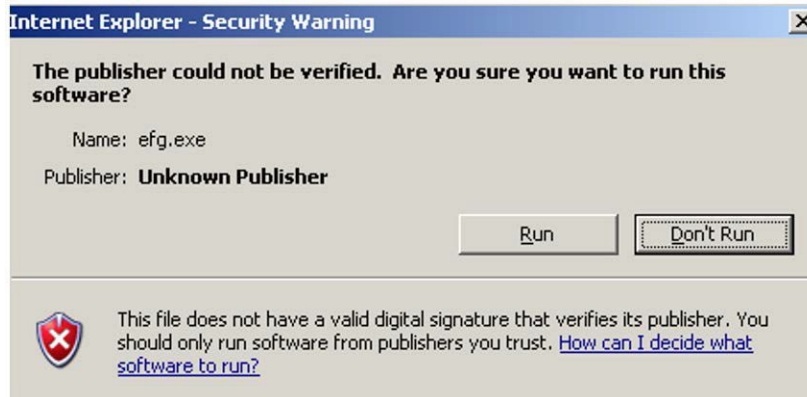 Internet Explorer - Security Warning
The publisher could not be verified. Are you sure you want to run this
software?
Name: efg.exe
Publisher: Unknown Publisher
Run
Don't Run
This file does not have a valid digital signature that verifies its publisher. You
should only run software from publishers you trust. How can I decide what
software to run?